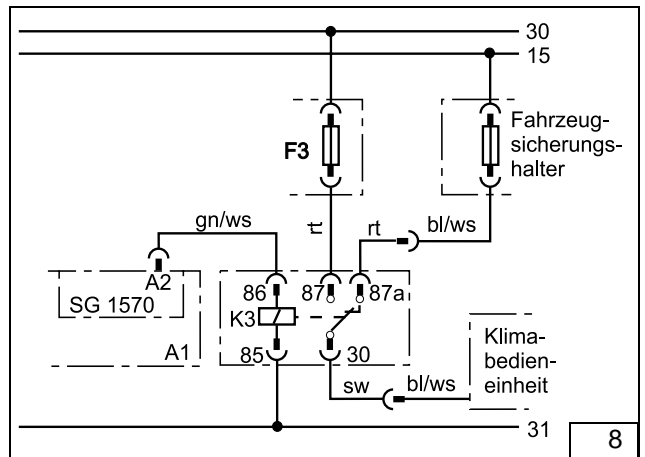 30
15
F3
Fahrzeug-
sicherungs-
halter
gn/ws
rt
rt
bl/ws
A2
SG 1570
A1
86
87
87a
K3
85
30
Klima-
bedien-
einheit
sw
bl/ws
31
8